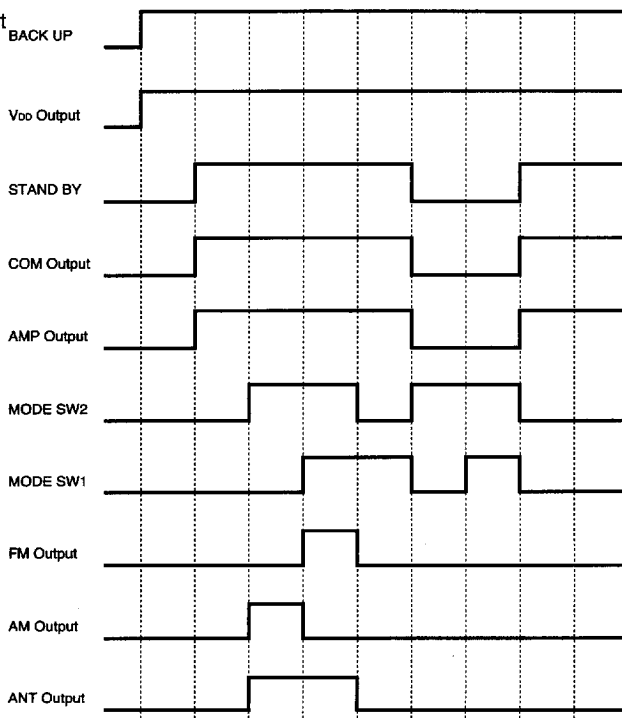 t
BACK UP
VDD Output
STAND BY
COM Output
AMP Output
MODE SW2
MODE SW1
FM Output
AM Output
ANT Output